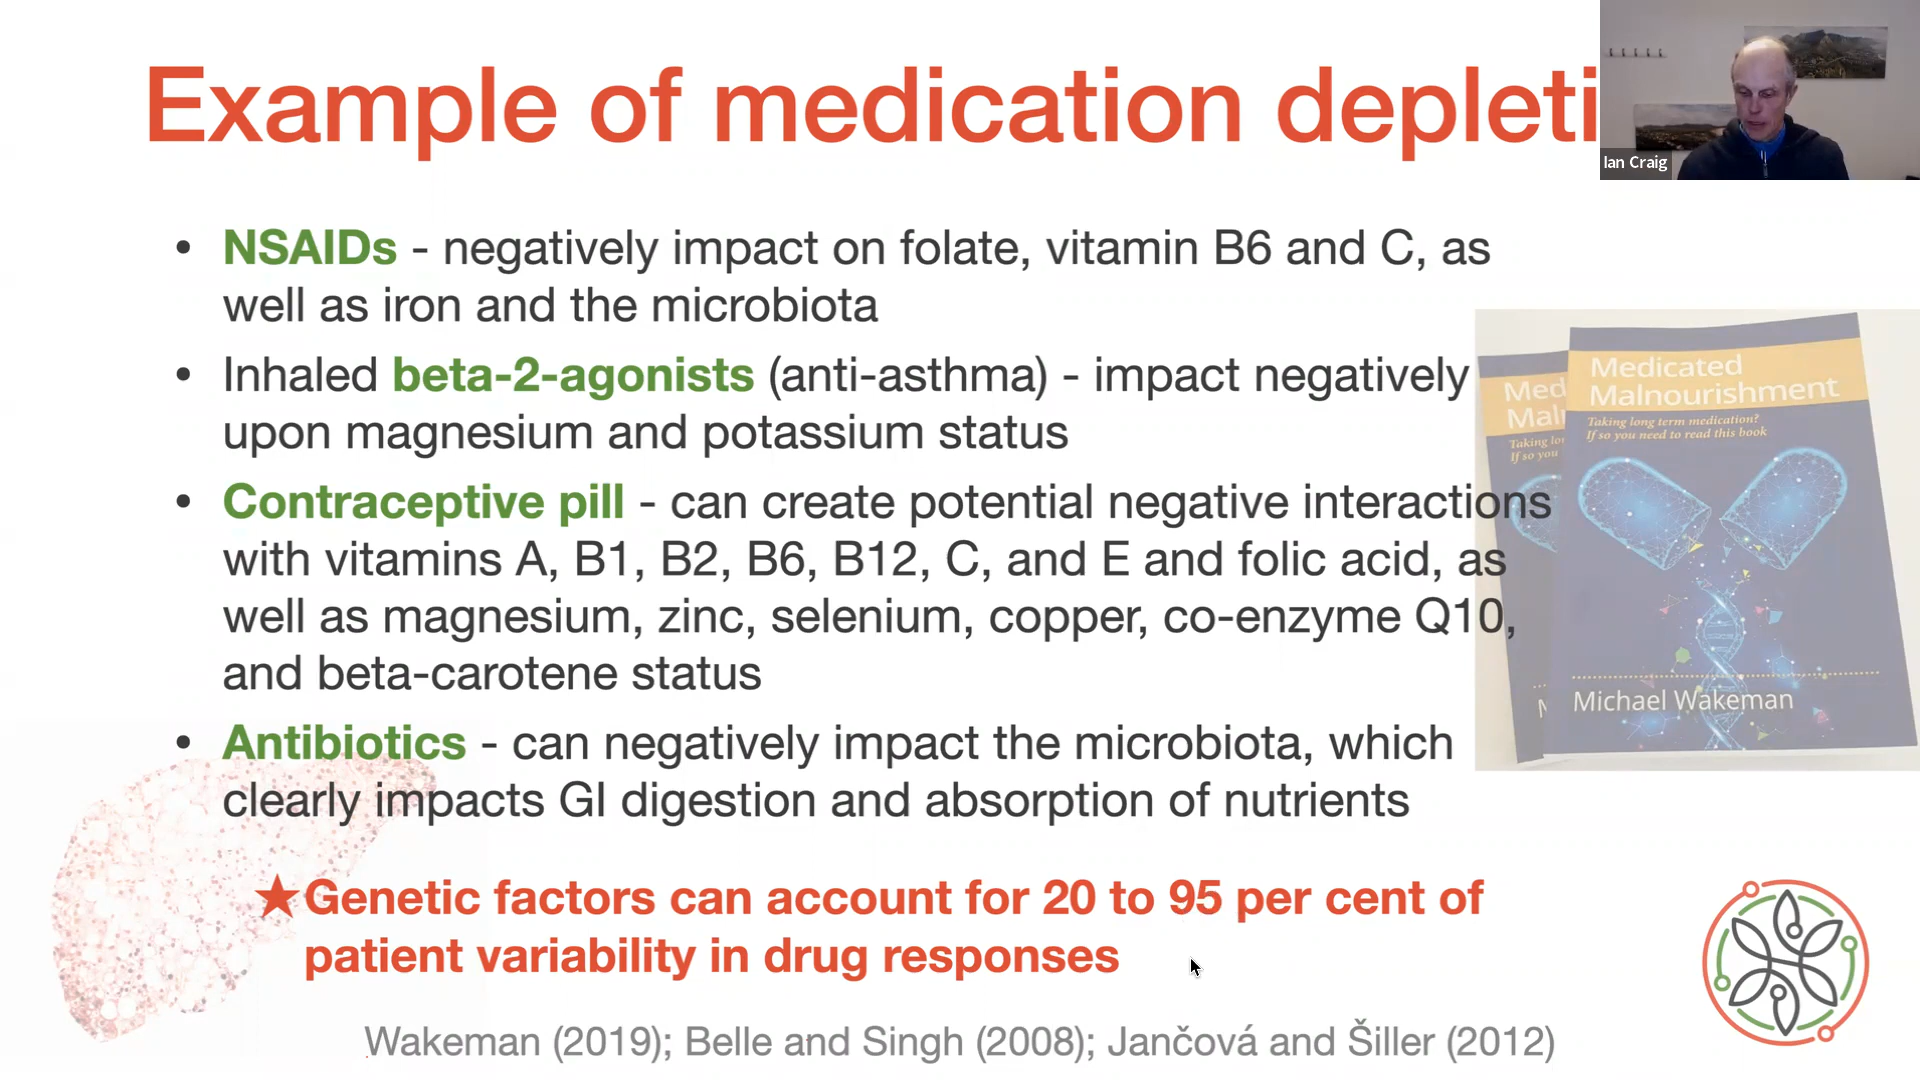 Example of medication depleti
Ian Craig
• NSAIDs - negatively impact on folate, vitamin B6 and C, as
well as iron and the microbiota
• Inhaled beta-2-agonists (anti-asthma) - impact negatively
upon magnesium and potassium status
• Contraceptive pill - can create potential negative interactions
with vitamins A, B1, B2, B6, B12, C, and E and folic acid, as
well as magnesium, zinc, selenium, copper, co-enzyme Q10,
and beta-carotene status
• Antibiotics - can negatively impact the microbiota, which
clearly impacts GI digestion and absorption of nutrients
★Genetic factors can account for 20 to 95 per cent of
patient variability in drug responses
Wakeman (2019); Belle and Singh (2008); Jančová and Šiller (2012)
Med
Mal
Taking lo
If so you
Medicated
Malnourishment
Taking long term medication?
If so you need to read this book
Michael Wakeman